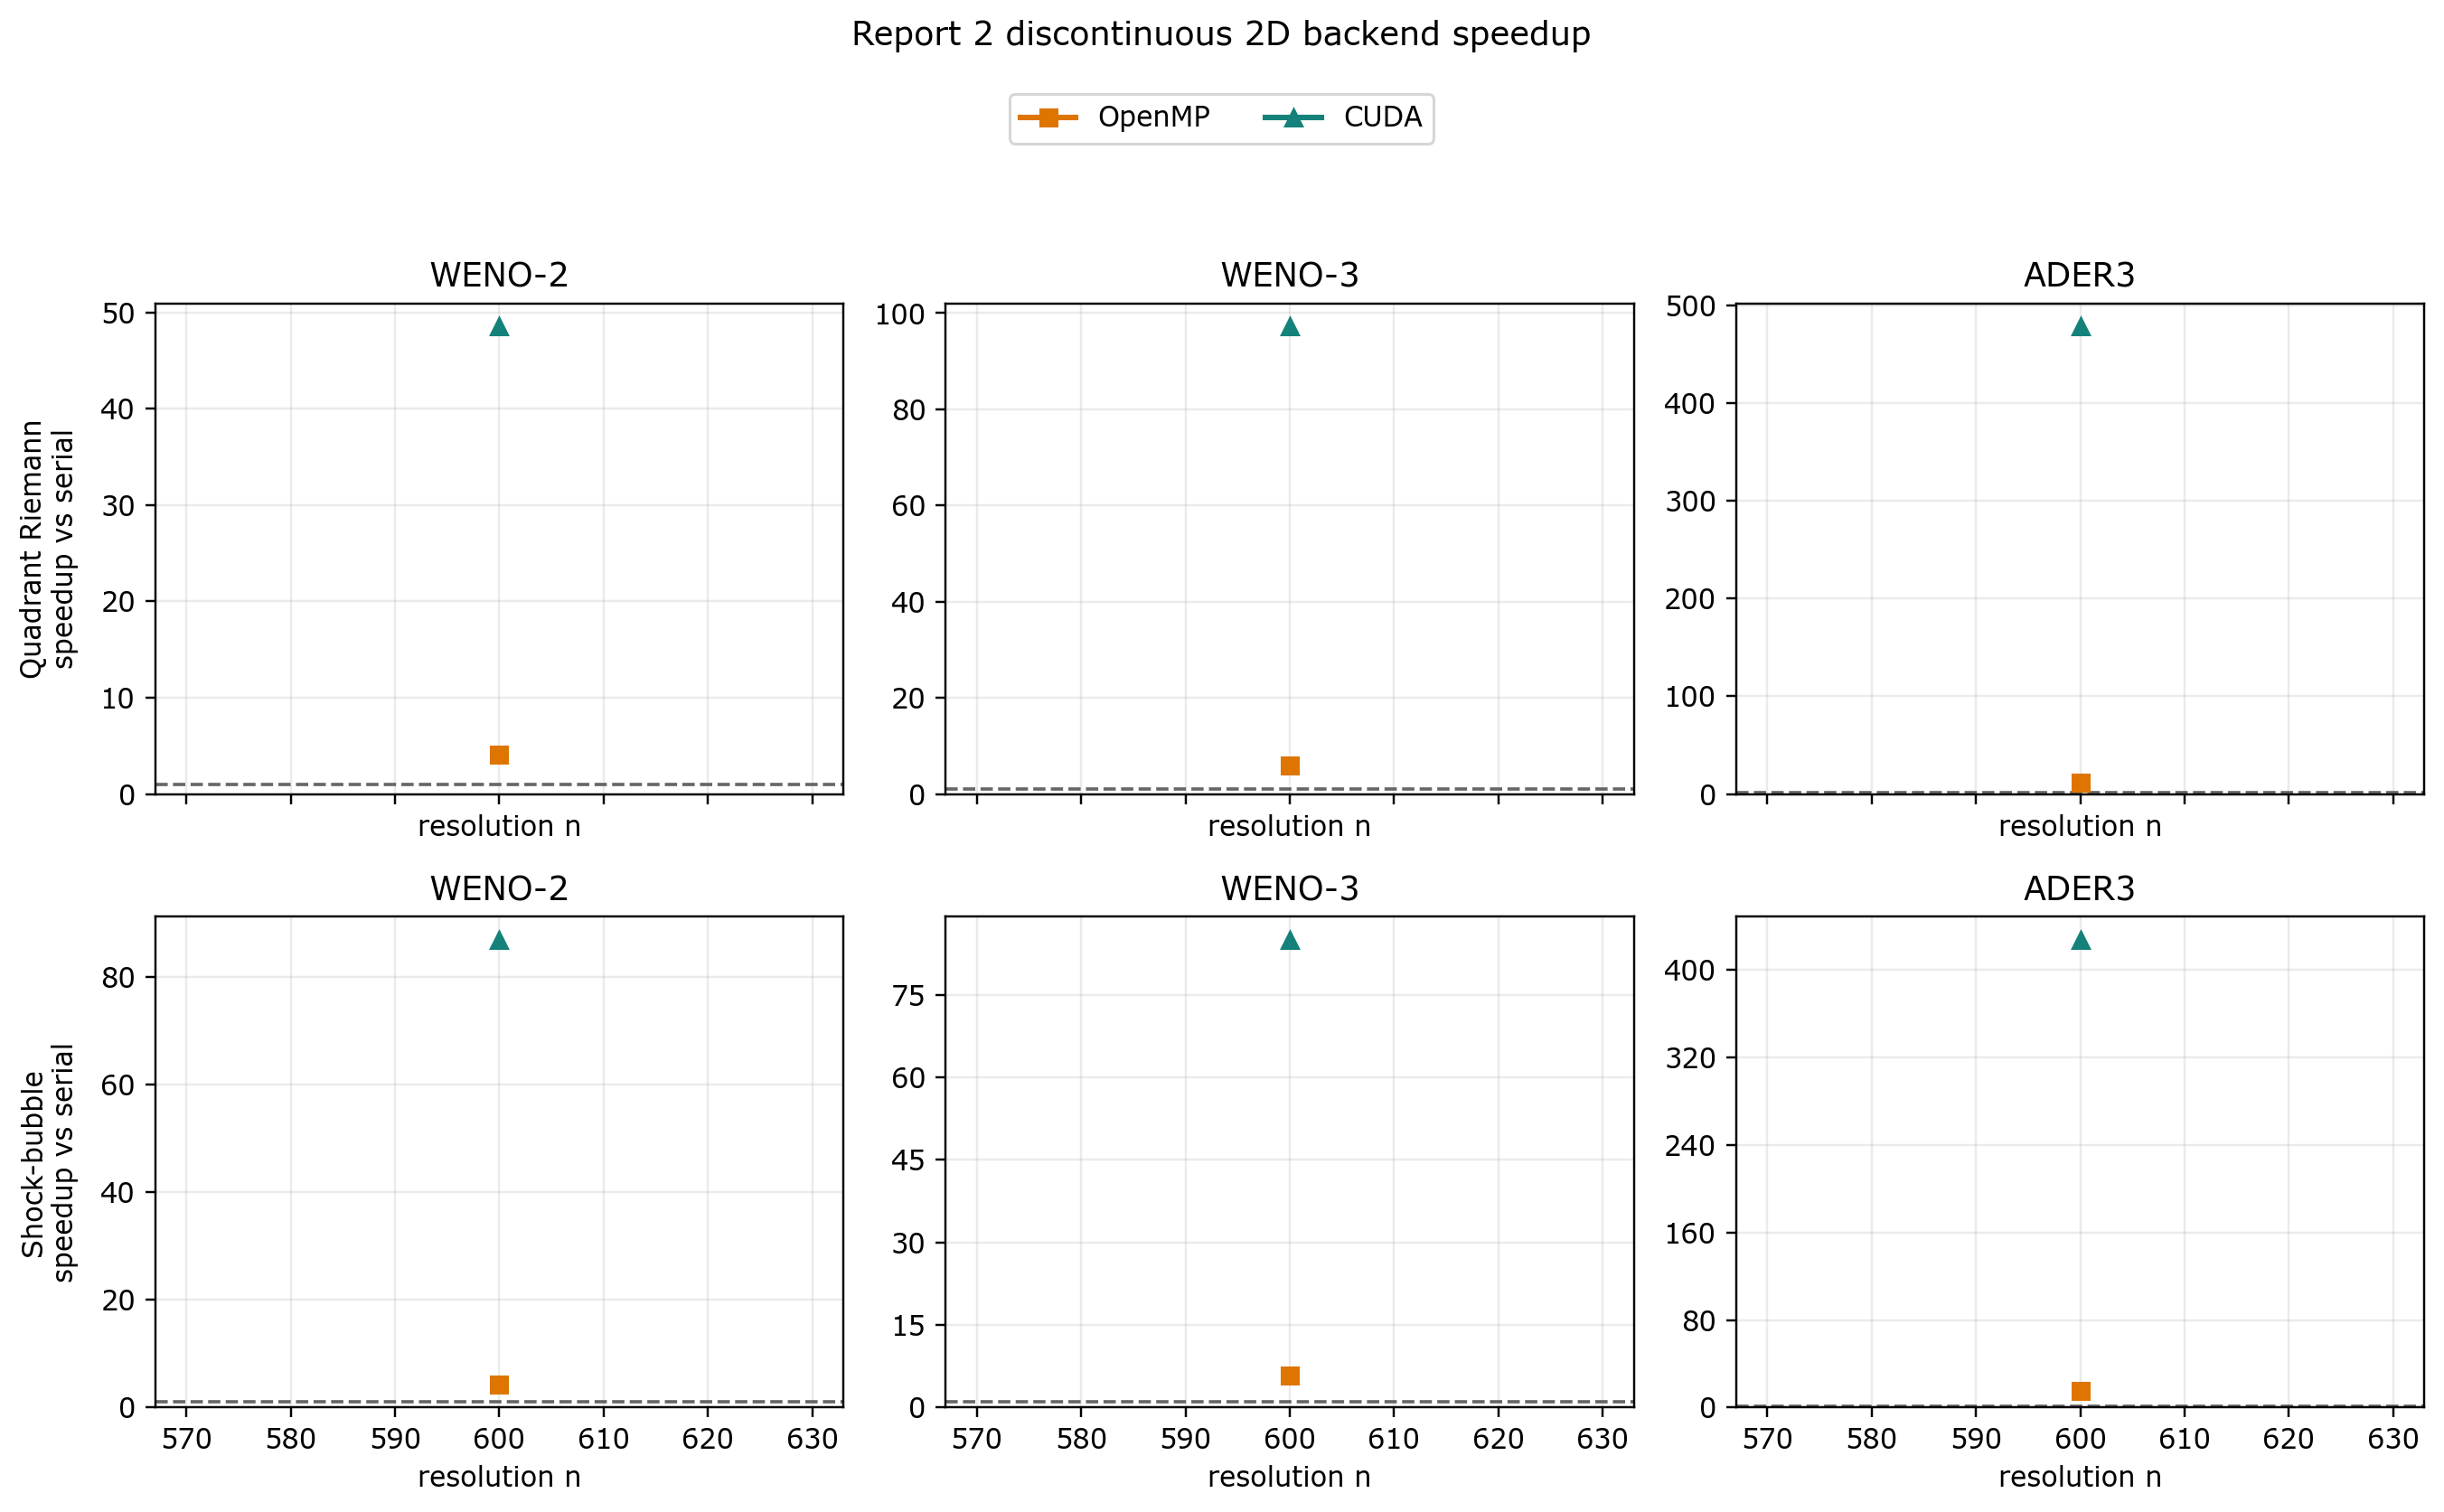 Report 2 discontinuous 2D backend speedup
OpenMP CUDA
WENO-2
50
40
30
20
10
0
Quadrant Riemann
speedup vs serial
resolution n
WENO-3
100
80
60
40
20
0
resolution n
ADER3
500
400
300
200
100
0
resolution n
WENO-2
80
60
40
20
0
Shock-bubble
speedup vs serial
570 580 590 600 610 620 630
resolution n
WENO-3
75
60
45
30
15
0
570 580 590 600 610 620 630
resolution n
ADER3
400
320
240
160
80
0
570 580 590 600 610 620 630
resolution n